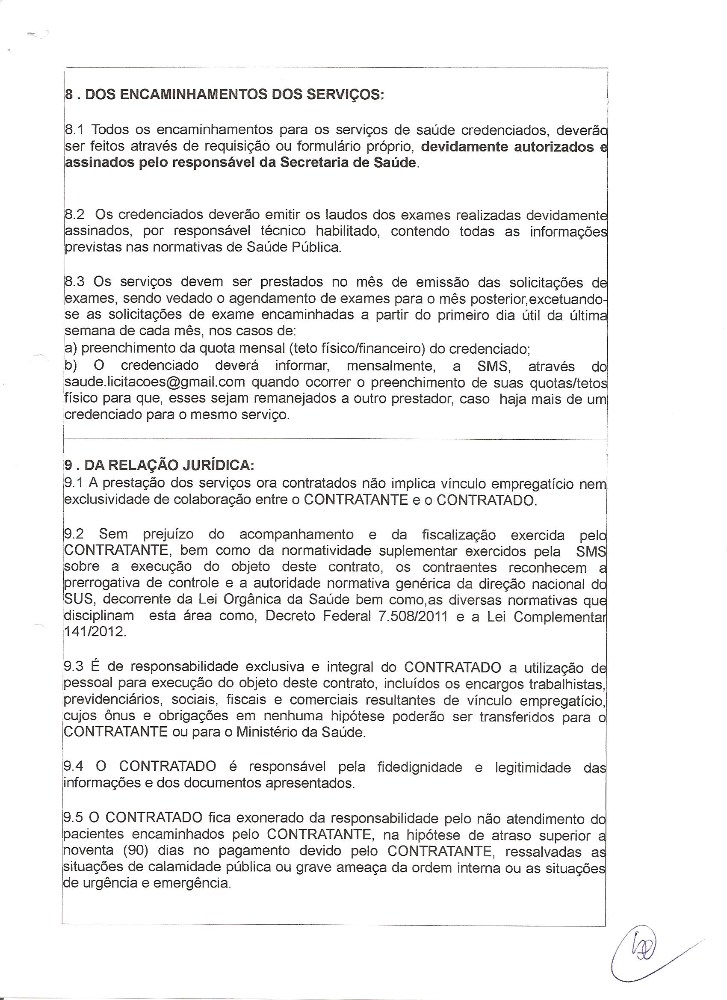 8 . DOS ENCAMINHAMENTOS DOS SERVIÇOS:
8.1 Todos os encaminhamentos para os serviços de saúde credenciados, deverão
ser feitos através de requisição ou formulário próprio, devidamente autorizados e
assinados pelo responsável da Secretaria de Saúde.
8.2 Os credenciados deverão emitir os laudos dos exames realizadas devidamente
assinados, por responsável técnico habilitado, contendo todas as informações
previstas nas normativas de Saúde Pública.
8.3 Os serviços devem ser prestados no mês de emissão das solicitações de
exames, sendo vedado o agendamento de exames para o mês posterior,excetuando-
se as solicitações de exame encaminhadas a partir do primeiro dia útil da última
semana de cada mês, nos casos de:
a) preenchimento da quota mensal (teto físico/financeiro) do credenciado;
b) O credenciado deverá informar, mensalmente, a SMS, através do
saude.licitacoes@gmail.com quando ocorrer o preenchimento de suas quotas/tetos
físico para que, esses sejam remanejados a outro prestador, caso haja mais de um
credenciado para o mesmo serviço.
9 . DA RELAÇÃO JURÍDICA:
9.1 A prestação dos serviços ora contratados não implica vínculo empregatício nem
exclusividade de colaboração entre o CONTRATANTE e o CONTRATADO.
9.2 Sem prejuízo do acompanhamento e da fiscalização exercida pelo
CONTRATANTE, bem como da normatividade suplementar exercidos pela SMS
sobre a execução do objeto deste contrato, os contraentes reconhecem a
prerrogativa de controle e a autoridade normativa genérica da direção nacional do
SUS, decorrente da Lei Orgânica da Saúde bem como,as diversas normativas que
disciplinam esta área como, Decreto Federal 7.508/2011 e a Lei Complementar
141/2012.
9.3 É de responsabilidade exclusiva e integral do CONTRATADO a utilização de
pessoal para execução do objeto deste contrato, incluídos os encargos trabalhistas,
previdenciários, sociais, fiscais e comerciais resultantes de vínculo empregatício,
cujos ônus e obrigações em nenhuma hipótese poderão ser transferidos para o
CONTRATANTE ou para o Ministério da Saúde.
9.4 O CONTRATADO é responsável pela fidedignidade e legitimidade das
informações e dos documentos apresentados.
9.5 O CONTRATADO fica exonerado da responsabilidade pelo não atendimento do
pacientes encaminhados pelo CONTRATANTE, na hipótese de atraso superior a
noventa (90) dias no pagamento devido pelo CONTRATANTE, ressalvadas as
situações de calamidade pública ou grave ameaça da ordem interna ou as situações
de urgência e emergência.